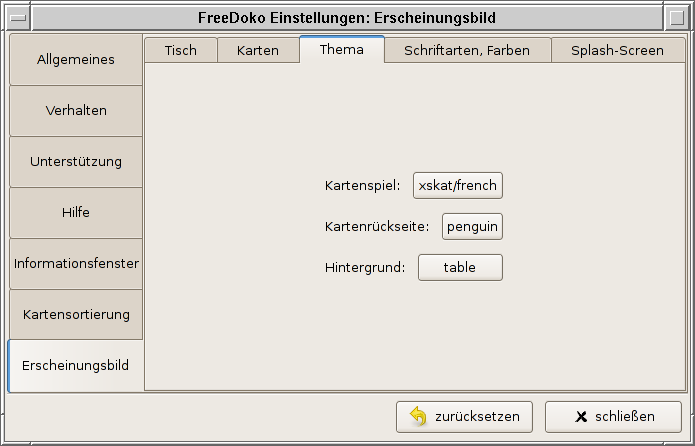 FreeDoko Einstellungen: Erscheinungsbild
Allgemeines
Verhalten
Unterstützung
Hilfe
Informationsfenster
Kartensortierung
Erscheinungsbild
Tisch Karten Thema Schriftarten, Farben Splash-Screen
Kartenspiel: xskat/french
Kartenrückseite: penguin
Hintergrund: table
zurücksetzen schließen